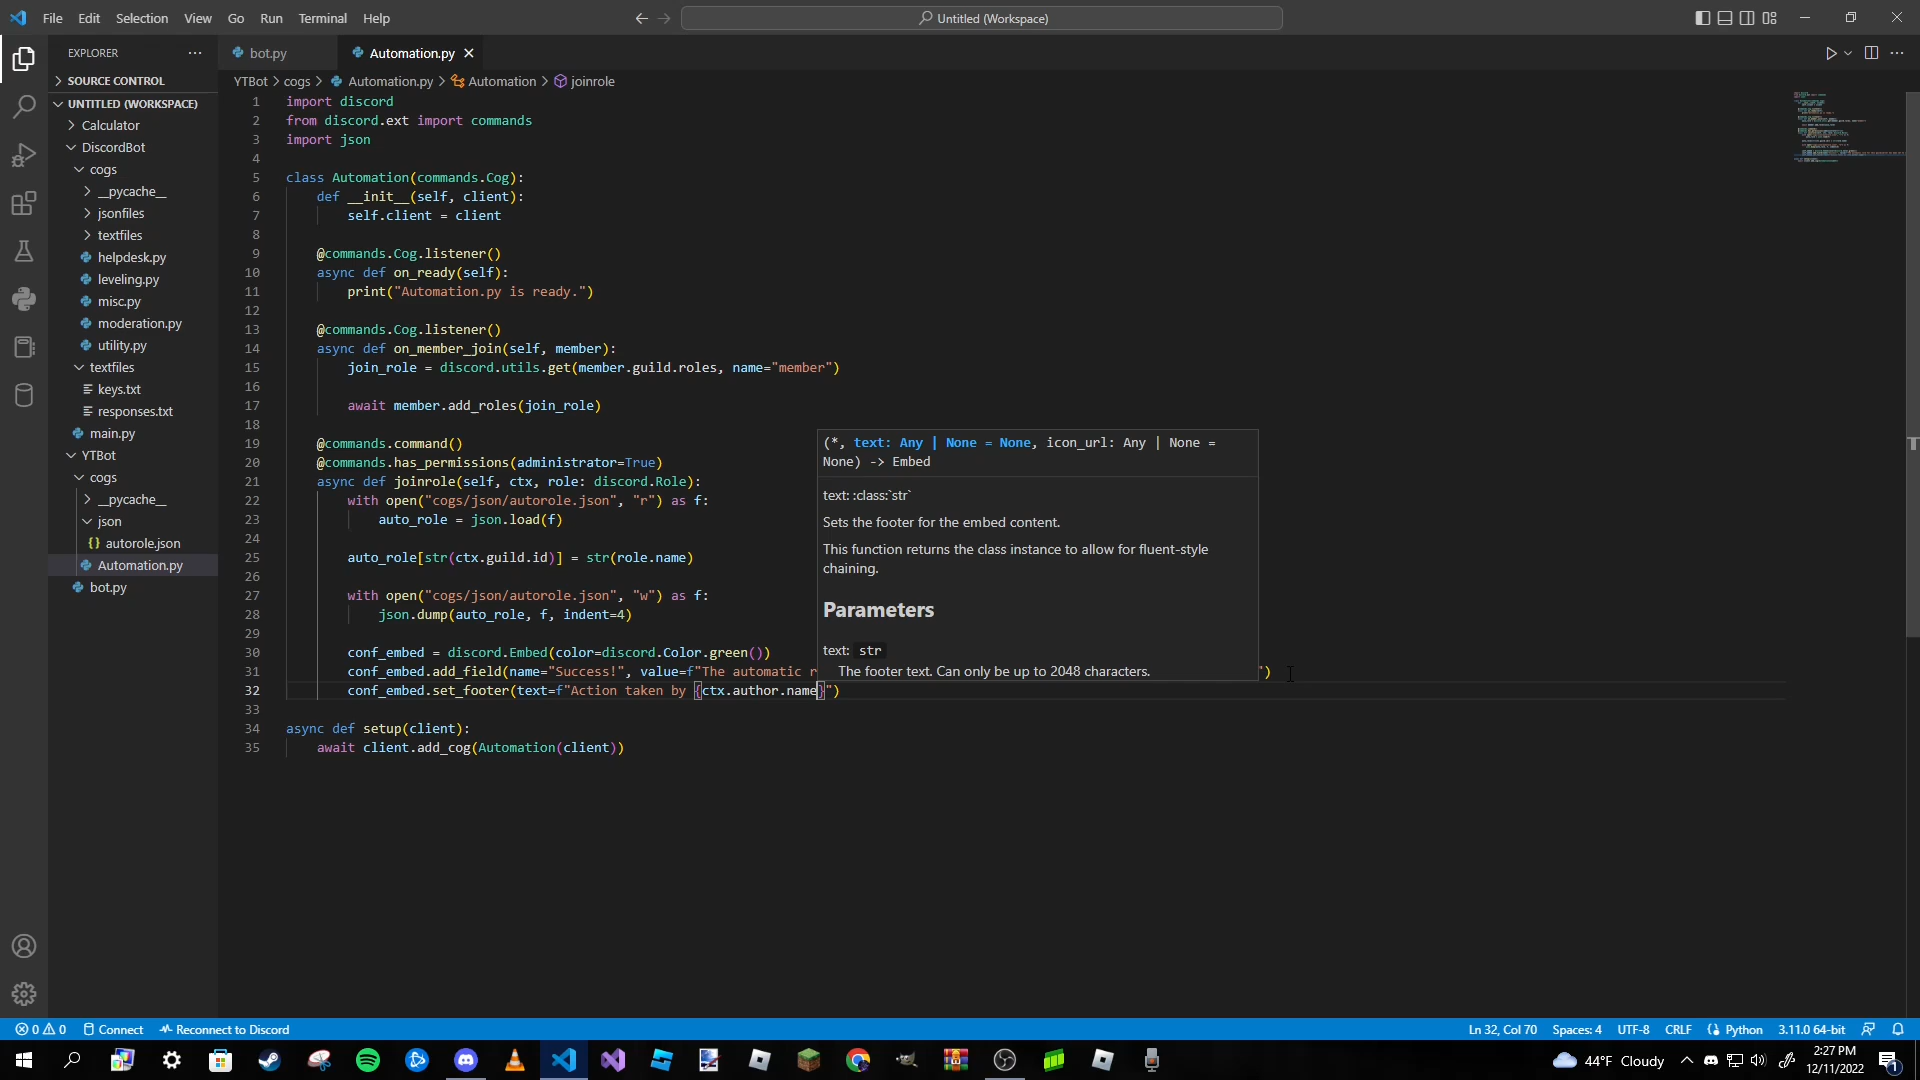 File Edit Selection View Go Run Terminal Help
Untitled (Workspace)
EXPLORER
SOURCE CONTROL
UNTITLED (WORKSPACE)
Calculator
DiscordBot
cogs
__pycache__
jsonfiles
textfiles
helpdesk.py
leveling.py
misc.py
moderation.py
utility.py
textfiles
keys.txt
responses.txt
main.py
YTBot
cogs
__pycache__
json
autorole.json
Automation.py
bot.py
bot.py Automation.py
YTBot > cogs > Automation.py > Automation > joinrole
1 import discord
2 from discord.ext import commands
3 import json
4
5 class Automation(commands.Cog):
6 def __init__(self, client):
7 self.client = client
8
9 @commands.Cog.listener()
10 async def on_ready(self):
11 print("Automation.py is ready.")
12
13 @commands.Cog.listener()
14 async def on_member_join(self, member):
15 join_role = discord.utils.get(member.guild.roles, name="member")
16
17 await member.add_roles(join_role)
18
19 @commands.command()
20 @commands.has_permissions(administrator=True)
21 async def joinrole(self, ctx, role: discord.Role):
22 with open("cogs/json/autorole.json", "r") as f:
23 auto_role = json.load(f)
24
25 auto_role[str(ctx.guild.id)] = str(role.name)
26
27 with open("cogs/json/autorole.json", "w") as f:
28 json.dump(auto_role, f, indent=4)
29
30 conf_embed = discord.Embed(color=discord.Color.green())
31 conf_embed.add_field(name="Success!", value=f"The automatic r ")
32 conf_embed.set_footer(text=f"Action taken by {ctx.author.name}")
33
34 async def setup(client):
35 await client.add_cog(Automation(client))
(*, text: Any | None = None, icon_url: Any | None =
None) -> Embed
text: :class:`str`
Sets the footer for the embed content.
This function returns the class instance to allow for fluent-style
chaining.
Parameters
text: str
The footer text. Can only be up to 2048 characters.
0 0 Connect Reconnect to Discord
Ln 32, Col 70 Spaces: 4 UTF-8 CRLF Python 3.11.0 64-bit
44°F Cloudy
2:27 PM
12/11/2022
1